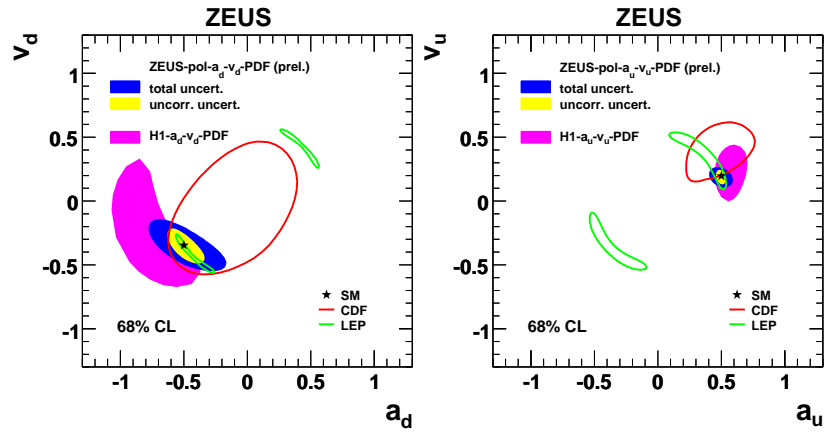 ZEUS
v_d
ZEUS-pol-a_d-v_d-PDF (prel.)
total uncert.
uncorr. uncert.
H1-a_d-v_d-PDF
1
0.5
0
-0.5
-1
SM
CDF
LEP
68% CL
-1 -0.5 0 0.5 1
a_d
ZEUS
v_u
ZEUS-pol-a_u-v_u-PDF (prel.)
total uncert.
uncorr. uncert.
H1-a_u-v_u-PDF
1
0.5
0
-0.5
-1
SM
CDF
LEP
68% CL
-1 -0.5 0 0.5 1
a_u